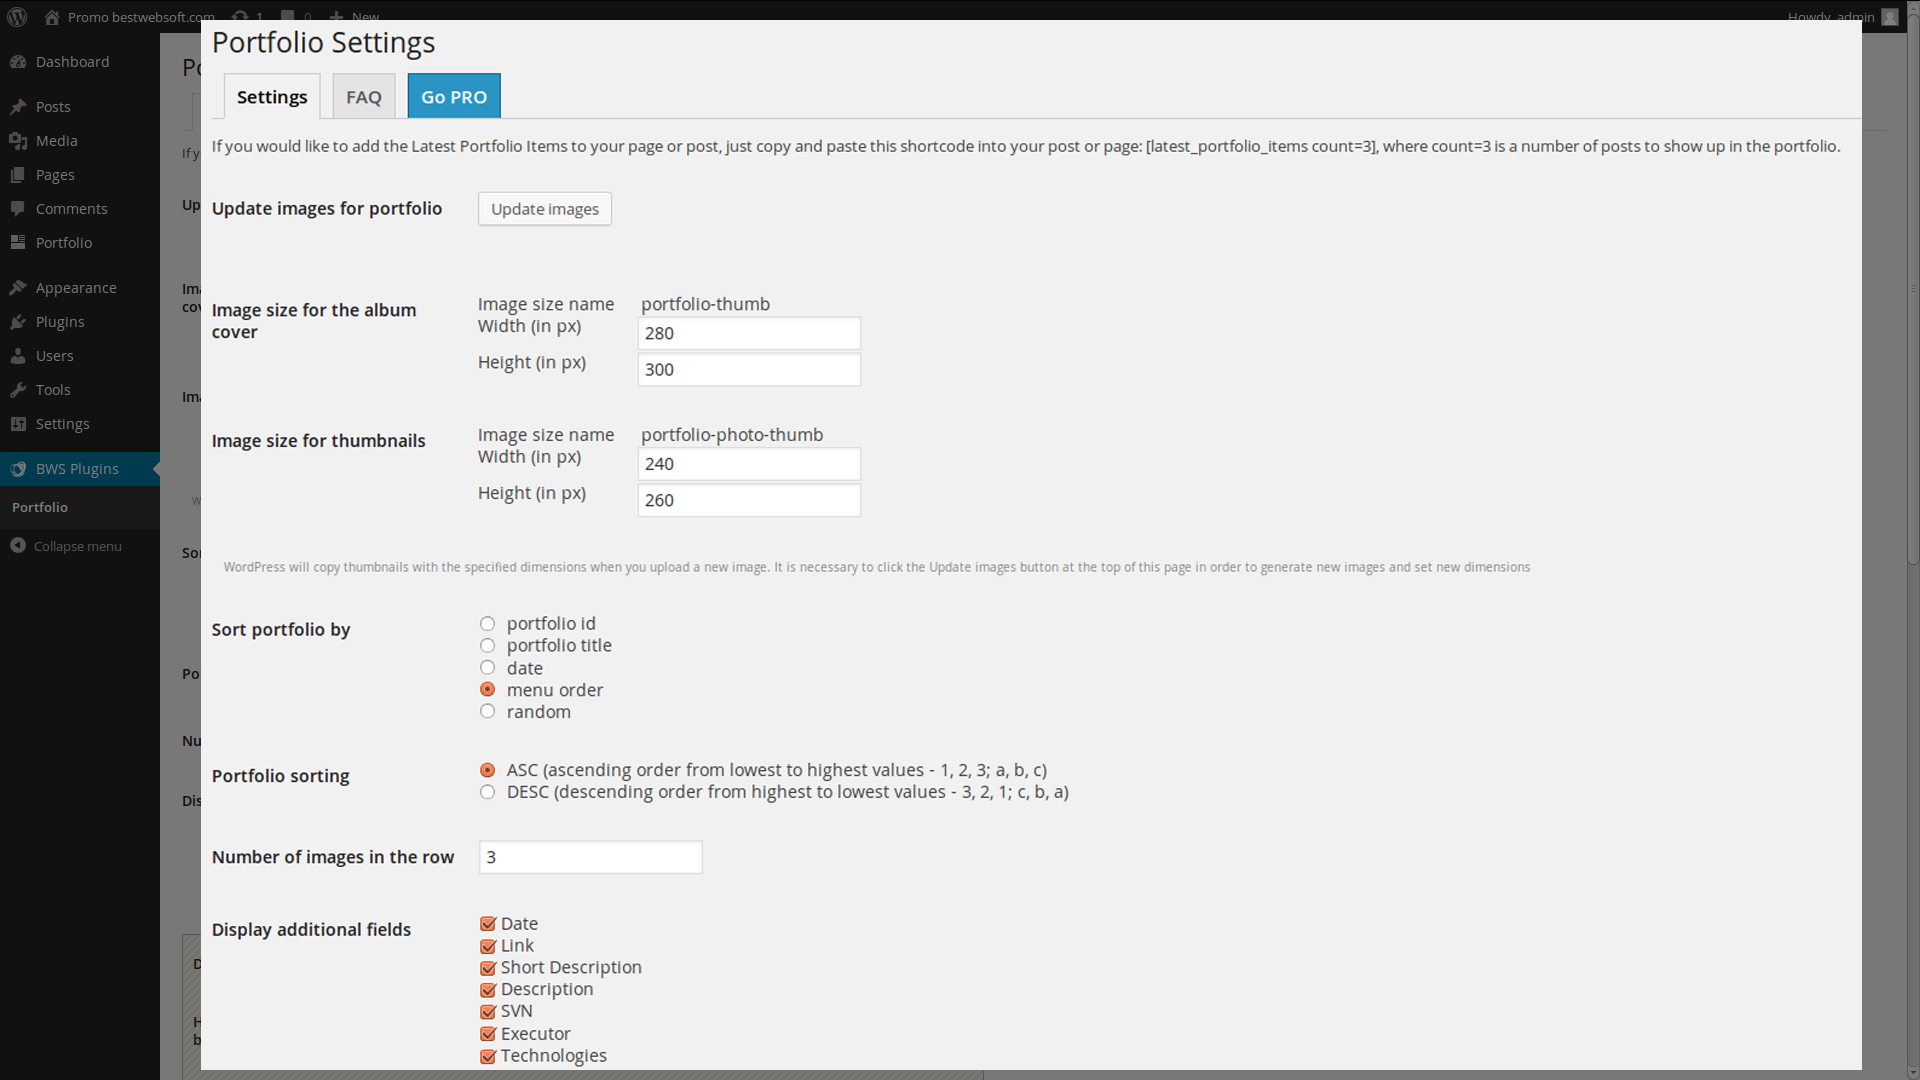 Promo bestwebsoft.com 1 0 New
Howdy, admin
Portfolio Settings
Dashboard
Posts
Media
Pages
Comments
Portfolio
Appearance
Plugins
Users
Tools
Settings
BWS Plugins
Portfolio
Collapse menu
Settings FAQ Go PRO
If you would like to add the Latest Portfolio Items to your page or post, just copy and paste this shortcode into your post or page: [latest_portfolio_items count=3], where count=3 is a number of posts to show up in the portfolio.
Update images for portfolio Update images
Image size for the album
cover
Image size name portfolio-thumb
Width (in px) 280
Height (in px) 300
Image size for thumbnails
Image size name portfolio-photo-thumb
Width (in px) 240
Height (in px) 260
WordPress will copy thumbnails with the specified dimensions when you upload a new image. It is necessary to click the Update images button at the top of this page in order to generate new images and set new dimensions
Sort portfolio by
portfolio id
portfolio title
date
menu order
random
Portfolio sorting
ASC (ascending order from lowest to highest values - 1, 2, 3; a, b, c)
DESC (descending order from highest to lowest values - 3, 2, 1; c, b, a)
Number of images in the row 3
Display additional fields
Date
Link
Short Description
Description
SVN
Executor
Technologies